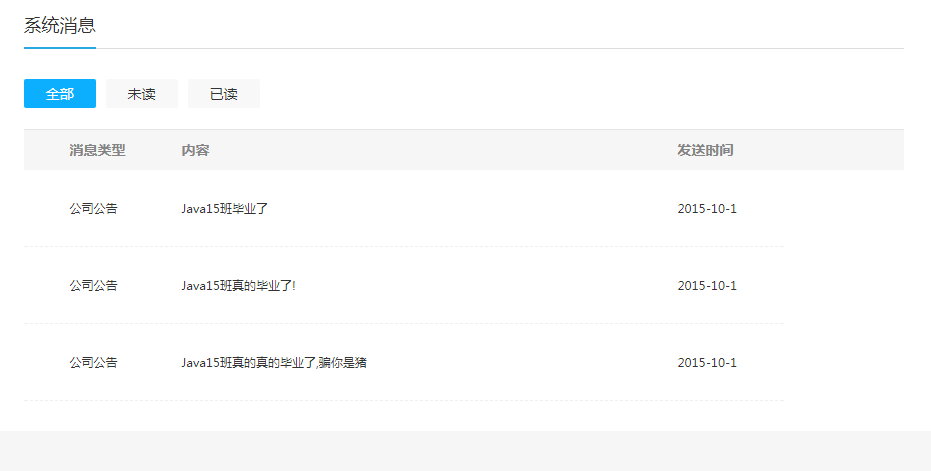 系统消息
全部 未读 已读
消息类型 内容 发送时间
公司公告 Java15班毕业了 2015-10-1
公司公告 Java15班真的毕业了! 2015-10-1
公司公告 Java15班真的真的毕业了,骗你是猪 2015-10-1